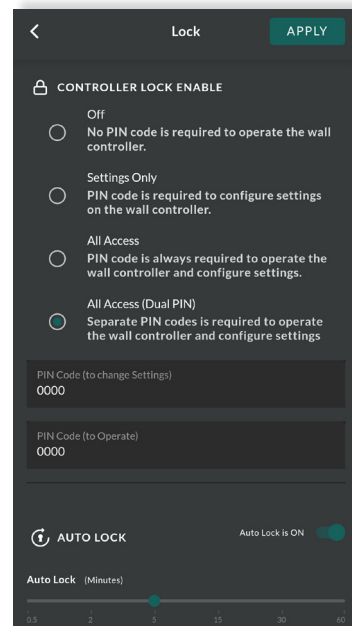 Lock
APPLY
CONTROLLER LOCK ENABLE
Off
No PIN code is required to operate the wall
controller.
Settings Only
PIN code is required to configure settings
on the wall controller.
All Access
PIN code is always required to operate the
wall controller and configure settings.
All Access (Dual PIN)
Separate PIN codes is required to operate
the wall controller and configure settings
PIN Code (to change Settings)
0000
PIN Code (to Operate)
0000
AUTO LOCK
Auto Lock is ON
Auto Lock (Minutes)
0.5 2 5 15 30 60